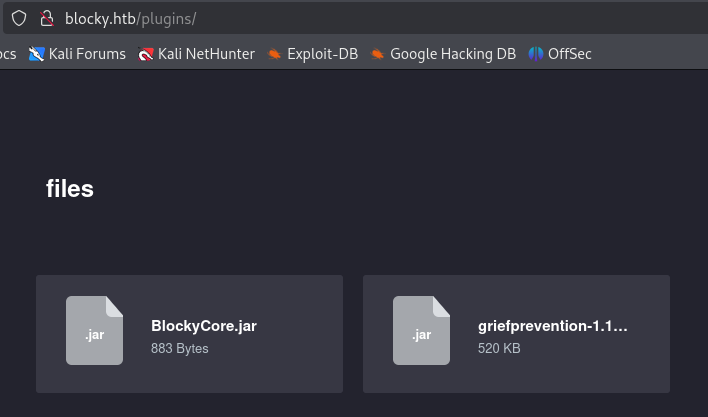 blocky.htb/plugins/
ocs Kali Forums Kali NetHunter Exploit-DB Google Hacking DB OffSec
files
.jar BlockyCore.jar
883 Bytes
.jar griefprevention-1.1...
520 KB